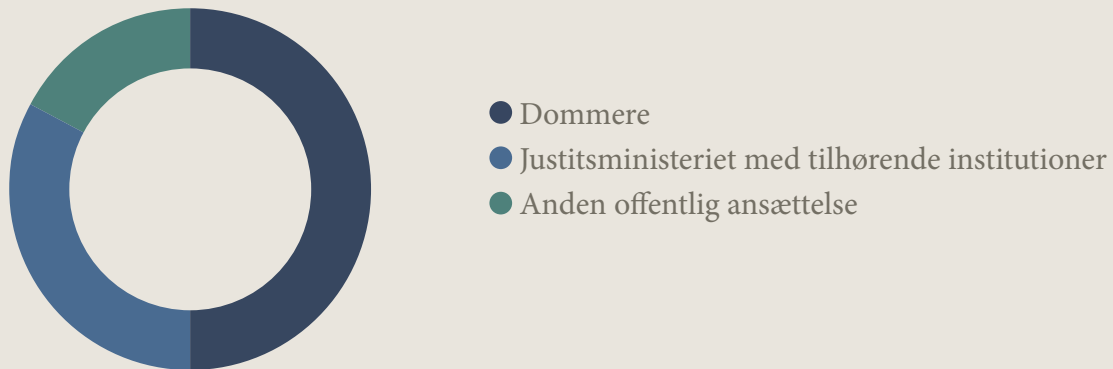 Dommere
Justitsministeriet med tilhørende institutioner
Anden offentlig ansættelse